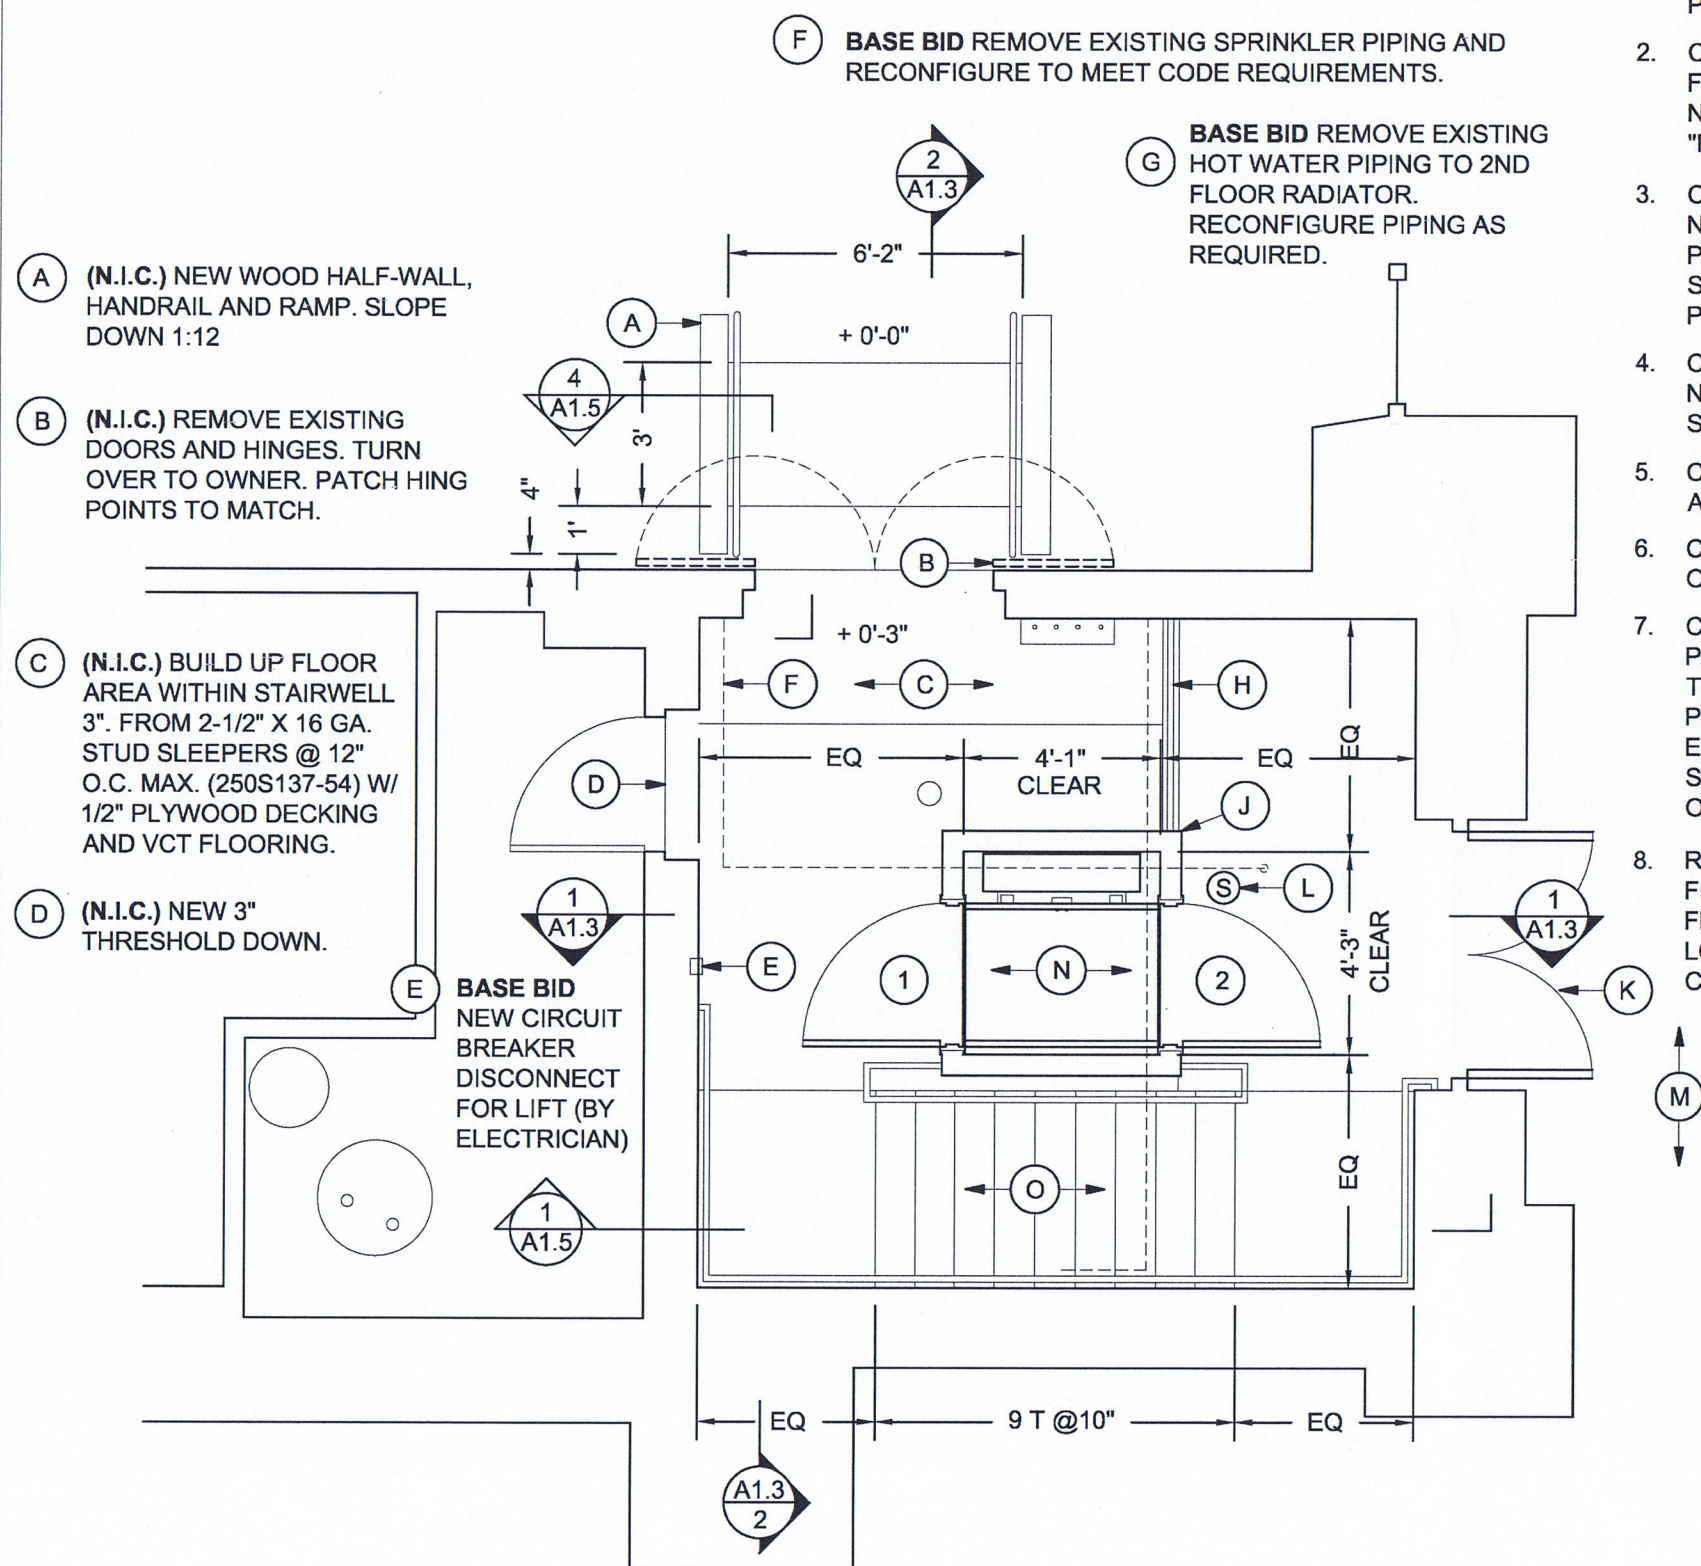 F
BASE BID REMOVE EXISTING SPRINKLER PIPING AND
RECONFIGURE TO MEET CODE REQUIREMENTS.
G
BASE BID REMOVE EXISTING
HOT WATER PIPING TO 2ND
FLOOR RADIATOR.
RECONFIGURE PIPING AS
REQUIRED.
2
A1.3
6'-2"
A
(N.I.C.) NEW WOOD HALF-WALL,
HANDRAIL AND RAMP. SLOPE
DOWN 1:12
A
+ 0'-0"
4
A1.5
3'
B
(N.I.C.) REMOVE EXISTING
DOORS AND HINGES. TURN
OVER TO OWNER. PATCH HING
POINTS TO MATCH.
4"
1'
B
C
(N.I.C.) BUILD UP FLOOR
AREA WITHIN STAIRWELL
3". FROM 2-1/2" X 16 GA.
STUD SLEEPERS @ 12"
O.C. MAX. (250S137-54) W/
1/2" PLYWOOD DECKING
AND VCT FLOORING.
+ 0'-3"
F
C
H
EQ
EQ
4'-1"
CLEAR
EQ
D
J
D
(N.I.C.) NEW 3"
THRESHOLD DOWN.
1
A1.3
S
L
1
A1.3
4'-3"
CLEAR
E
1
N
2
K
E
BASE BID
NEW CIRCUIT
BREAKER
DISCONNECT
FOR LIFT (BY
ELECTRICIAN)
M
O
EQ
1
A1.5
EQ
9 T @10"
EQ
A1.3
2
P
2.
C
F
N
3.
C
N
P
S
P
4.
C
N
S
5.
C
A
6.
C
O
7.
C
P
T
P
E
S
O
8.
R